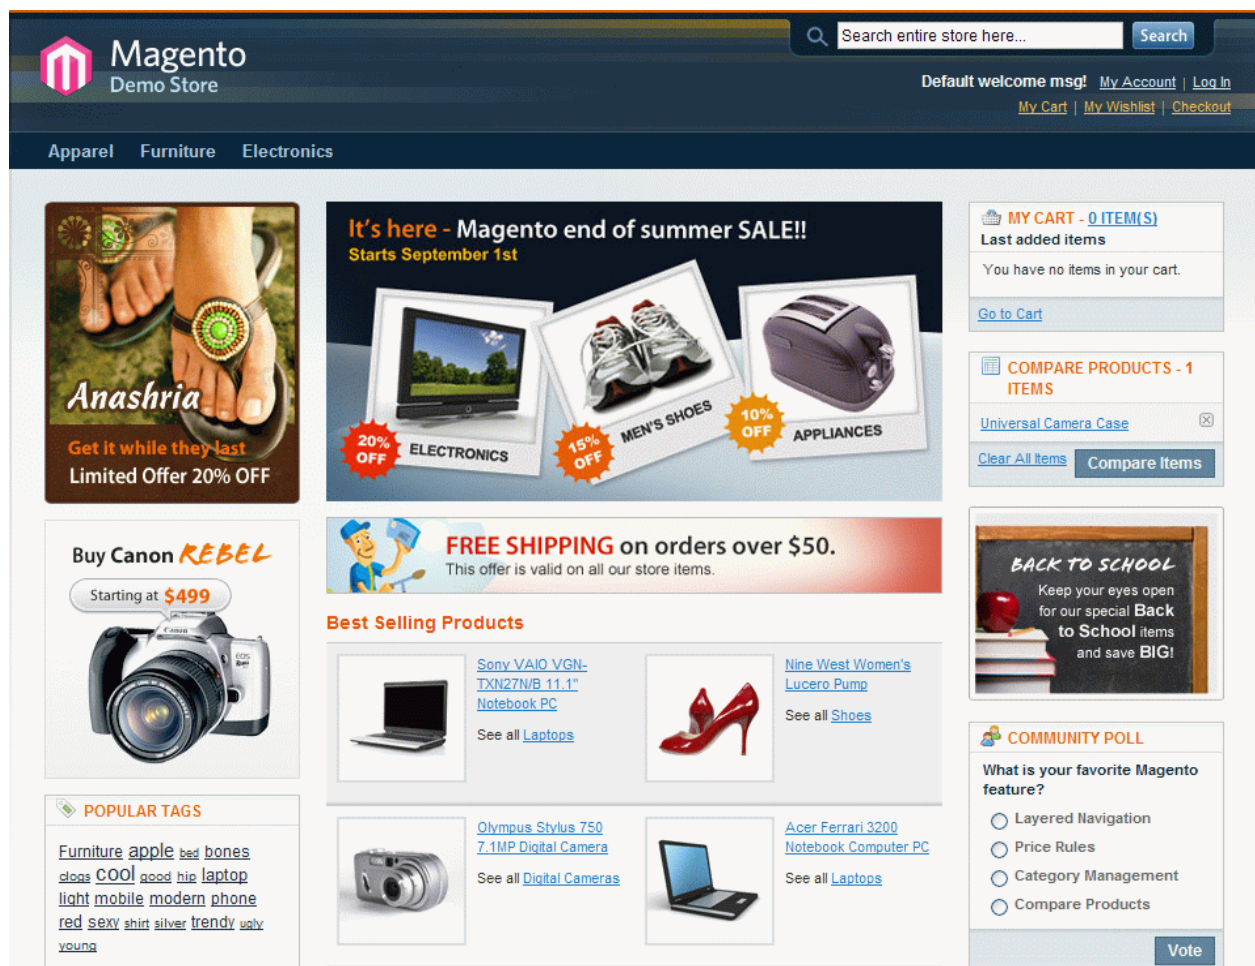 Magento
Demo Store
Search entire store here...
Search
Default welcome msg! My Account | Log In
My Cart | My Wishlist | Checkout
Apparel Furniture Electronics
Anashria
Get it while they last
Limited Offer 20% OFF
Buy Canon REBEL
Starting at $499
Canon
EOS
POPULAR TAGS
Furniture apple bed bones
clogs cool good hip laptop
light mobile modern phone
red sexy shirt silver trendy ugly
young
It's here - Magento end of summer SALE!!
Starts September 1st
20%
OFF
ELECTRONICS
15%
OFF
MEN'S SHOES
10%
OFF
APPLIANCES
FREE SHIPPING on orders over $50.
This offer is valid on all our store items.
Best Selling Products
Sony VAIO VGN-
TXN27N/B 11.1"
Notebook PC
See all Laptops
Nine West Women's
Lucero Pump
See all Shoes
Olympus Stylus 750
7.1MP Digital Camera
See all Digital Cameras
Acer Ferrari 3200
Notebook Computer PC
See all Laptops
MY CART - 0 ITEM(S)
Last added items
You have no items in your cart.
Go to Cart
COMPARE PRODUCTS - 1
ITEMS
Universal Camera Case
Clear All Items
Compare Items
BACK TO SCHOOL
Keep your eyes open
for our special Back
to School items
and save BIG!
COMMUNITY POLL
What is your favorite Magento
feature?
Layered Navigation
Price Rules
Category Management
Compare Products
Vote